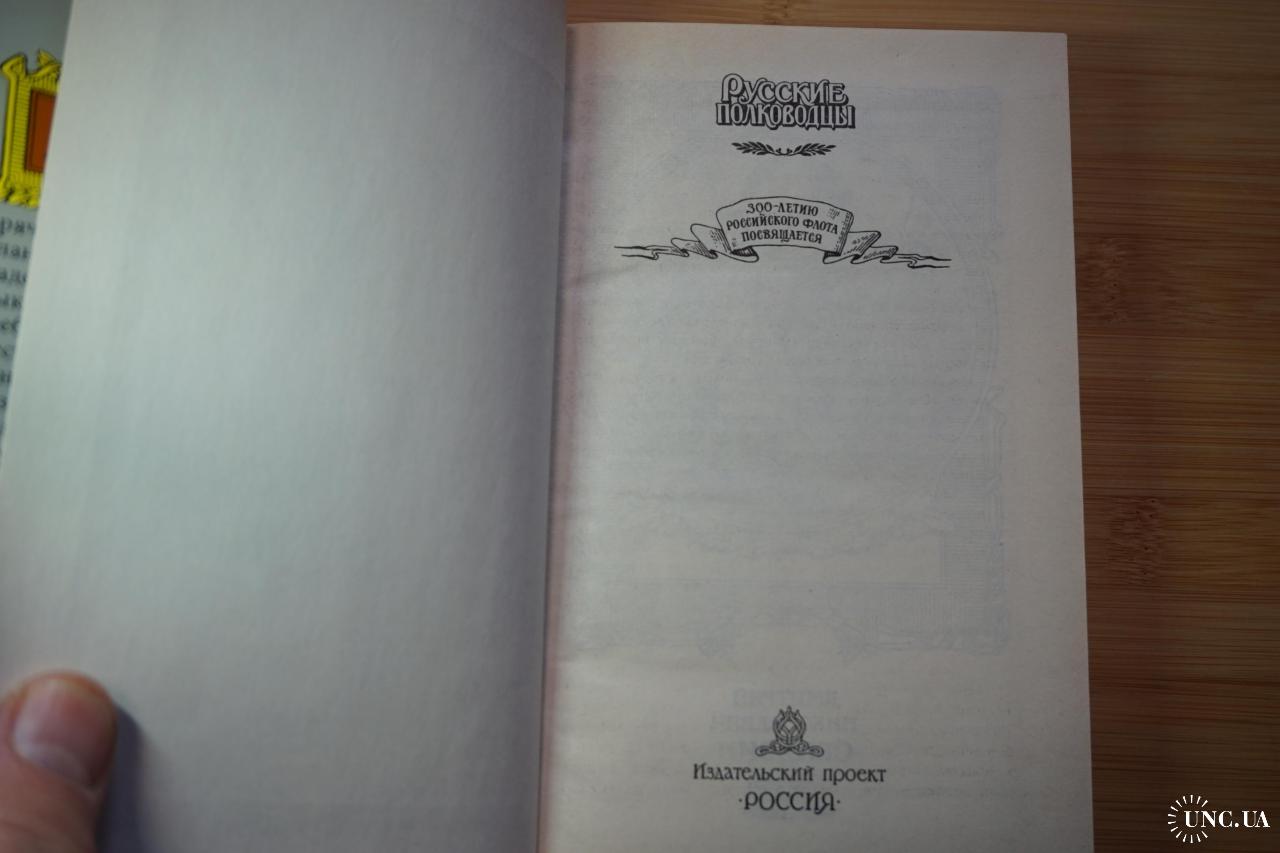 Русские
полководцы
300-летию
российского флота
посвящается
Издательский проект
·РОССИЯ·
UNC.UA